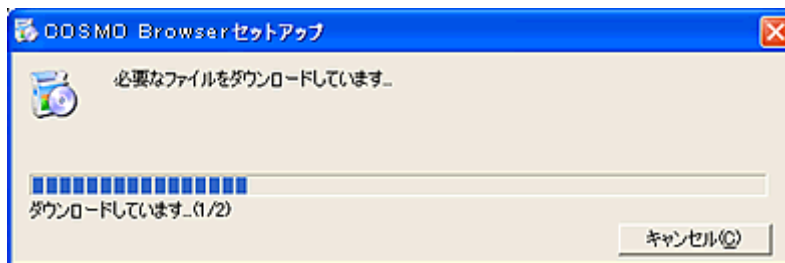 COSMO Browserセットアップ
必要なファイルをダウンロードしています...
ダウンロードしています...(1/2)
キャンセル(C)